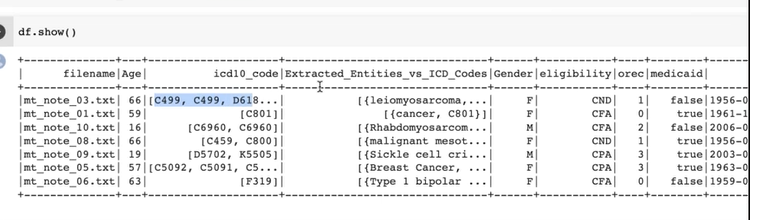 df.show()
+--------------+---+--------------------+-------------------------------+------+-----------+----+--------+------
|      filename|Age|          icd10_code|Extracted_Entities_vs_ICD_Codes|Gender|eligibility|orec|medicaid|
+--------------+---+--------------------+-------------------------------+------+-----------+----+--------+------
|mt_note_03.txt| 66|[C499, C499, D618...|           [{leiomyosarcoma,...|     F|        CND|   1|   false|1956-0
|mt_note_01.txt| 59|              [C801]|               [{cancer, C801}]|     F|        CFA|   0|    true|1961-1
|mt_note_10.txt| 16|      [C6960, C6960]|           [{Rhabdomyosarcom...|     M|        CFA|   2|   false|2006-0
|mt_note_08.txt| 66|        [C459, C800]|           [{malignant mesot...|     F|        CND|   1|    true|1956-0
|mt_note_09.txt| 19|      [D5702, K5505]|           [{Sickle cell cri...|     M|        CPA|   3|    true|2003-0
|mt_note_05.txt| 57|[C5092, C5091, C5...|           [{Breast Cancer, ...|     F|        CPA|   3|    true|1963-0
|mt_note_06.txt| 63|              [F319]|           [{Type 1 bipolar ...|     F|        CFA|   0|   false|1959-0
+--------------+---+--------------------+-------------------------------+------+-----------+----+--------+------